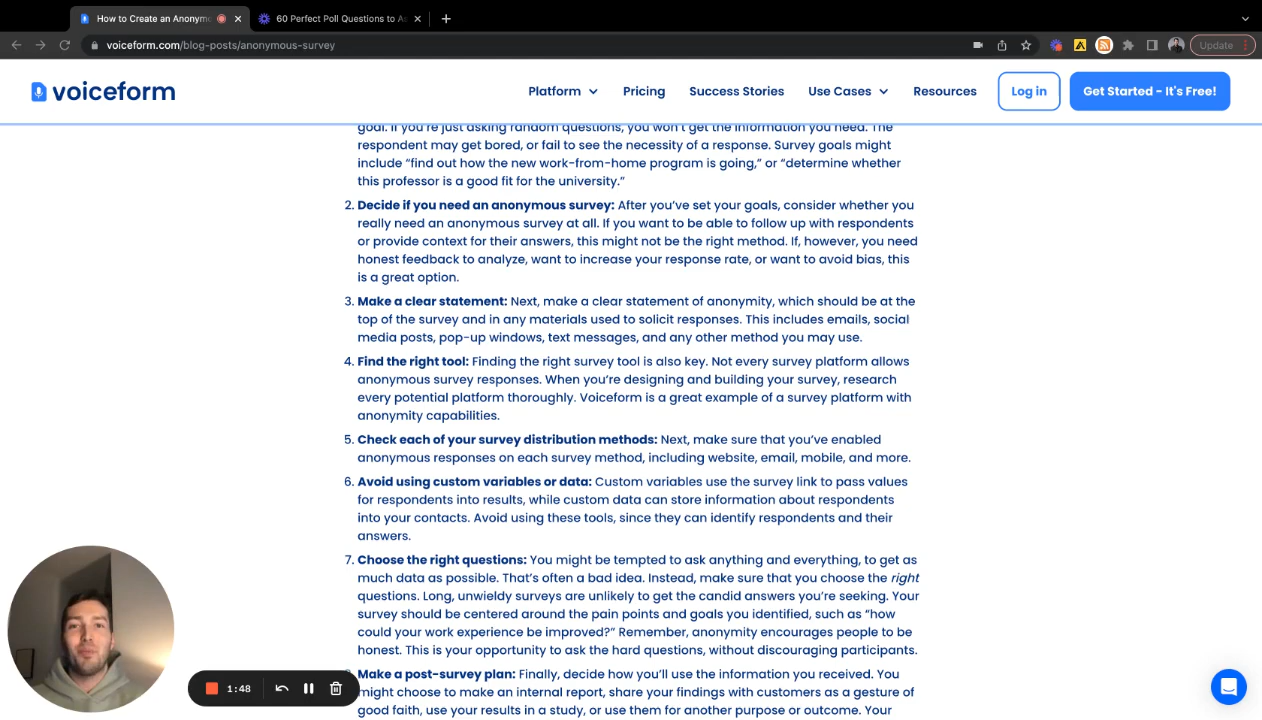 How to Create an Anonym
60 Perfect Poll Questions to As
voiceform.com/blog-posts/anonymous-survey
Update
voiceform
Platform
Pricing
Success Stories
Use Cases
Resources
Log in
Get Started - It's Free!
goal. If you're just asking random questions, you won't get the information you need. The
respondent may get bored, or fail to see the necessity of a response. Survey goals might
include “find out how the new work-from-home program is going,” or “determine whether
this professor is a good fit for the university.”
2. Decide if you need an anonymous survey: After you've set your goals, consider whether you
really need an anonymous survey at all. If you want to be able to follow up with respondents
or provide context for their answers, this might not be the right method. If, however, you need
honest feedback to analyze, want to increase your response rate, or want to avoid bias, this
is a great option.
3. Make a clear statement: Next, make a clear statement of anonymity, which should be at the
top of the survey and in any materials used to solicit responses. This includes emails, social
media posts, pop-up windows, text messages, and any other method you may use.
4. Find the right tool: Finding the right survey tool is also key. Not every survey platform allows
anonymous survey responses. When you're designing and building your survey, research
every potential platform thoroughly. Voiceform is a great example of a survey platform with
anonymity capabilities.
5. Check each of your survey distribution methods: Next, make sure that you've enabled
anonymous responses on each survey method, including website, email, mobile, and more.
6. Avoid using custom variables or data: Custom variables use the survey link to pass values
for respondents into results, while custom data can store information about respondents
into your contacts. Avoid using these tools, since they can identify respondents and their
answers.
7. Choose the right questions: You might be tempted to ask anything and everything, to get as
much data as possible. That's often a bad idea. Instead, make sure that you choose the right
questions. Long, unwieldy surveys are unlikely to get the candid answers you're seeking. Your
survey should be centered around the pain points and goals you identified, such as “how
could your work experience be improved?” Remember, anonymity encourages people to be
honest. This is your opportunity to ask the hard questions, without discouraging participants.
Make a post-survey plan: Finally, decide how you'll use the information you received. You
might choose to make an internal report, share your findings with customers as a gesture of
good faith, use your results in a study, or use them for another purpose or outcome. Your
1:48